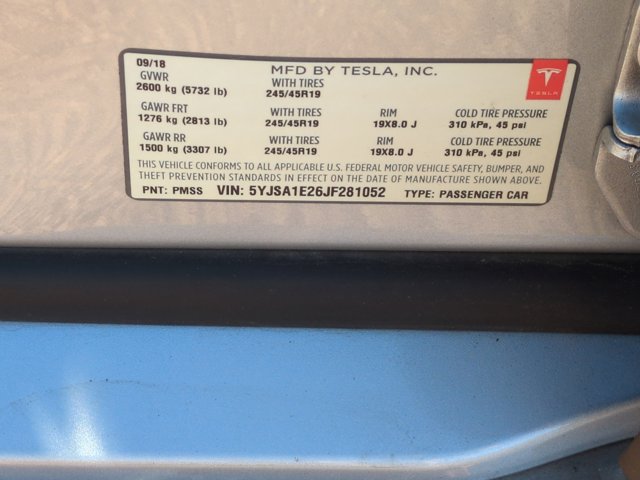 09/18
MFD BY TESLA, INC.
GVWR
WITH TIRES
2600 kg (5732 lb)
245/45R19
TESLA
GAWR FRT
WITH TIRES
RIM
COLD TIRE PRESSURE
1276 kg (2813 lb)
245/45R19
19X8.0 J
310 kPa, 45 psi
GAWR RR
WITH TIRES
RIM
COLD TIRE PRESSURE
1500 kg (3307 lb)
245/45R19
19X8.0 J
310 kPa, 45 psi
THIS VEHICLE CONFORMS TO ALL APPLICABLE U.S. FEDERAL MOTOR VEHICLE SAFETY, BUMPER, AND
THEFT PREVENTION STANDARDS IN EFFECT ON THE DATE OF MANUFACTURE SHOWN ABOVE.
PNT: PMSS VIN: 5YJSA1E26JF281052 TYPE: PASSENGER CAR